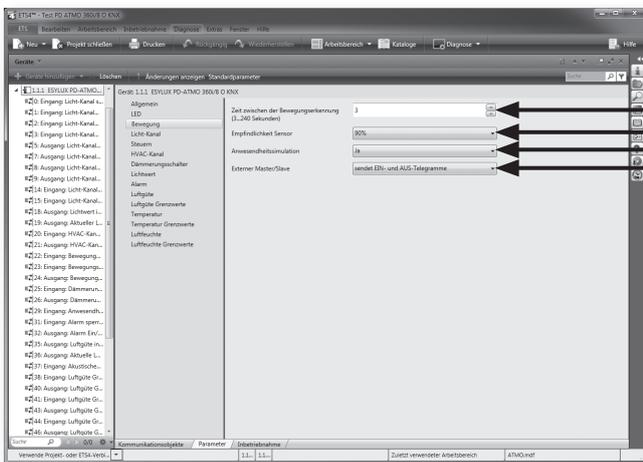 ETS4™ - Test PD ATMO 360i/8 O KNX
ETS Bearbeiten Arbeitsbereich Inbetriebnahme Diagnose Extras Fenster Hilfe
Neu Projekt schließen Drucken Rückgängig Wiederherstellen Arbeitsbereich Kataloge Diagnose Hilfe
Geräte
Geräte hinzufügen Löschen Änderungen anzeigen Standardparameter Suche
1.1.1 ESYLUX PD-ATMO...
0: Eingang: Licht-Kanal s...
1: Eingang: Licht-Kanal...
2: Eingang: Licht-Kanal...
3: Eingang: Licht-Kanal...
5: Ausgang: Licht-Kanal...
7: Ausgang: Licht-Kanal...
8: Ausgang: Licht-Kanal...
9: Ausgang: Licht-Kanal...
14: Eingang: Licht-Kanal...
15: Eingang: Licht-Kanal...
18: Ausgang: Lichtwert i...
19: Ausgang: Aktueller L...
20: Eingang: HVAC-Kan...
21: Ausgang: HVAC-Kan...
22: Eingang: Bewegung...
23: Eingang: Bewegungs...
24: Ausgang: Bewegung...
25: Eingang: Dämmerun...
26: Ausgang: Dämmeru...
29: Eingang: Anwesendh...
31: Eingang: Alarm sperr...
32: Ausgang: Alarm Ein/...
35: Ausgang: Luftgüte in...
36: Ausgang: Aktuelle L...
37: Eingang: Akustische...
38: Eingang: Luftgüte Gr...
40: Ausgang: Luftgüte G...
41: Eingang: Luftgüte Gr...
43: Ausgang: Luftgüte G...
44: Eingang: Luftgüte Gr...
46: Ausgang: Luftgüte G...
Suche 0/0
Gerät: 1.1.1 ESYLUX PD-ATMO 360i/8 O KNX
Allgemein
LED
Bewegung
Licht-Kanal
Steuern
HVAC-Kanal
Dämmerungsschalter
Lichtwert
Alarm
Luftgüte
Luftgüte Grenzwerte
Temperatur
Temperatur Grenzwerte
Luftfeuchte
Luftfeuchte Grenzwerte
Zeit zwischen der Bewegungserkennung
(3...240 Sekunden)
3
Empfindlichkeit Sensor 90%
Anwesendheitssimulation Ja
Externer Master/Slave sendet EIN- und AUS-Telegramme
Kommunikationsobjekte Parameter Inbetriebnahme
Verwende Projekt- oder ETS4-Verbi... 1.1... 1.1... Zuletzt verwendeter Arbeitsbereich ATMO.mdf